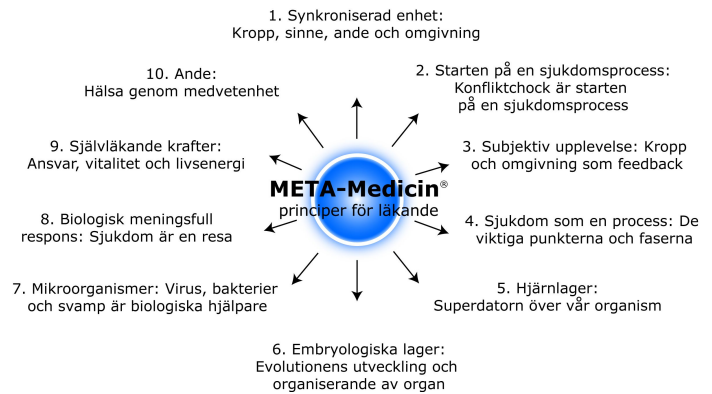 1. Synkroniserad enhet:
Kropp, sinne, ande och omgivning
2. Starten på en sjukdomsprocess:
Konfliktchock är starten
på en sjukdomsprocess
3. Subjektiv upplevelse: Kropp
och omgivning som feedback
4. Sjukdom som en process: De
viktiga punkterna och faserna
5. Hjärnlager:
Superdatorn över vår organism
6. Embryologiska lager:
Evolutionens utveckling och
organiserande av organ
7. Mikroorganismer: Virus, bakterier
och svamp är biologiska hjälpare
8. Biologisk meningsfull
respons: Sjukdom är en resa
9. Självläkande krafter:
Ansvar, vitalitet och livsenergi
10. Ande:
Hälsa genom medvetenhet
META-Medicin®
principer för läkande